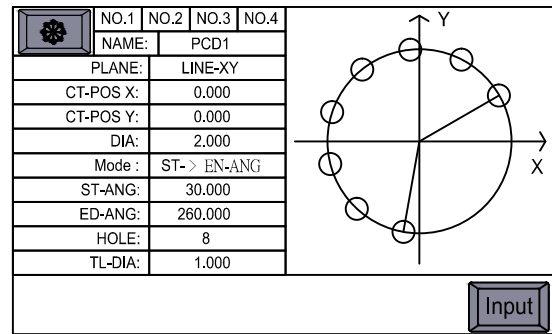 NO.1 NO.2 NO.3 NO.4
NAME: PCD1
PLANE: LINE-XY
CT-POS X: 0.000
CT-POS Y: 0.000
DIA: 2.000
Mode : ST-> EN-ANG
ST-ANG: 30.000
ED-ANG: 260.000
HOLE: 8
TL-DIA: 1.000
Y
X
Input